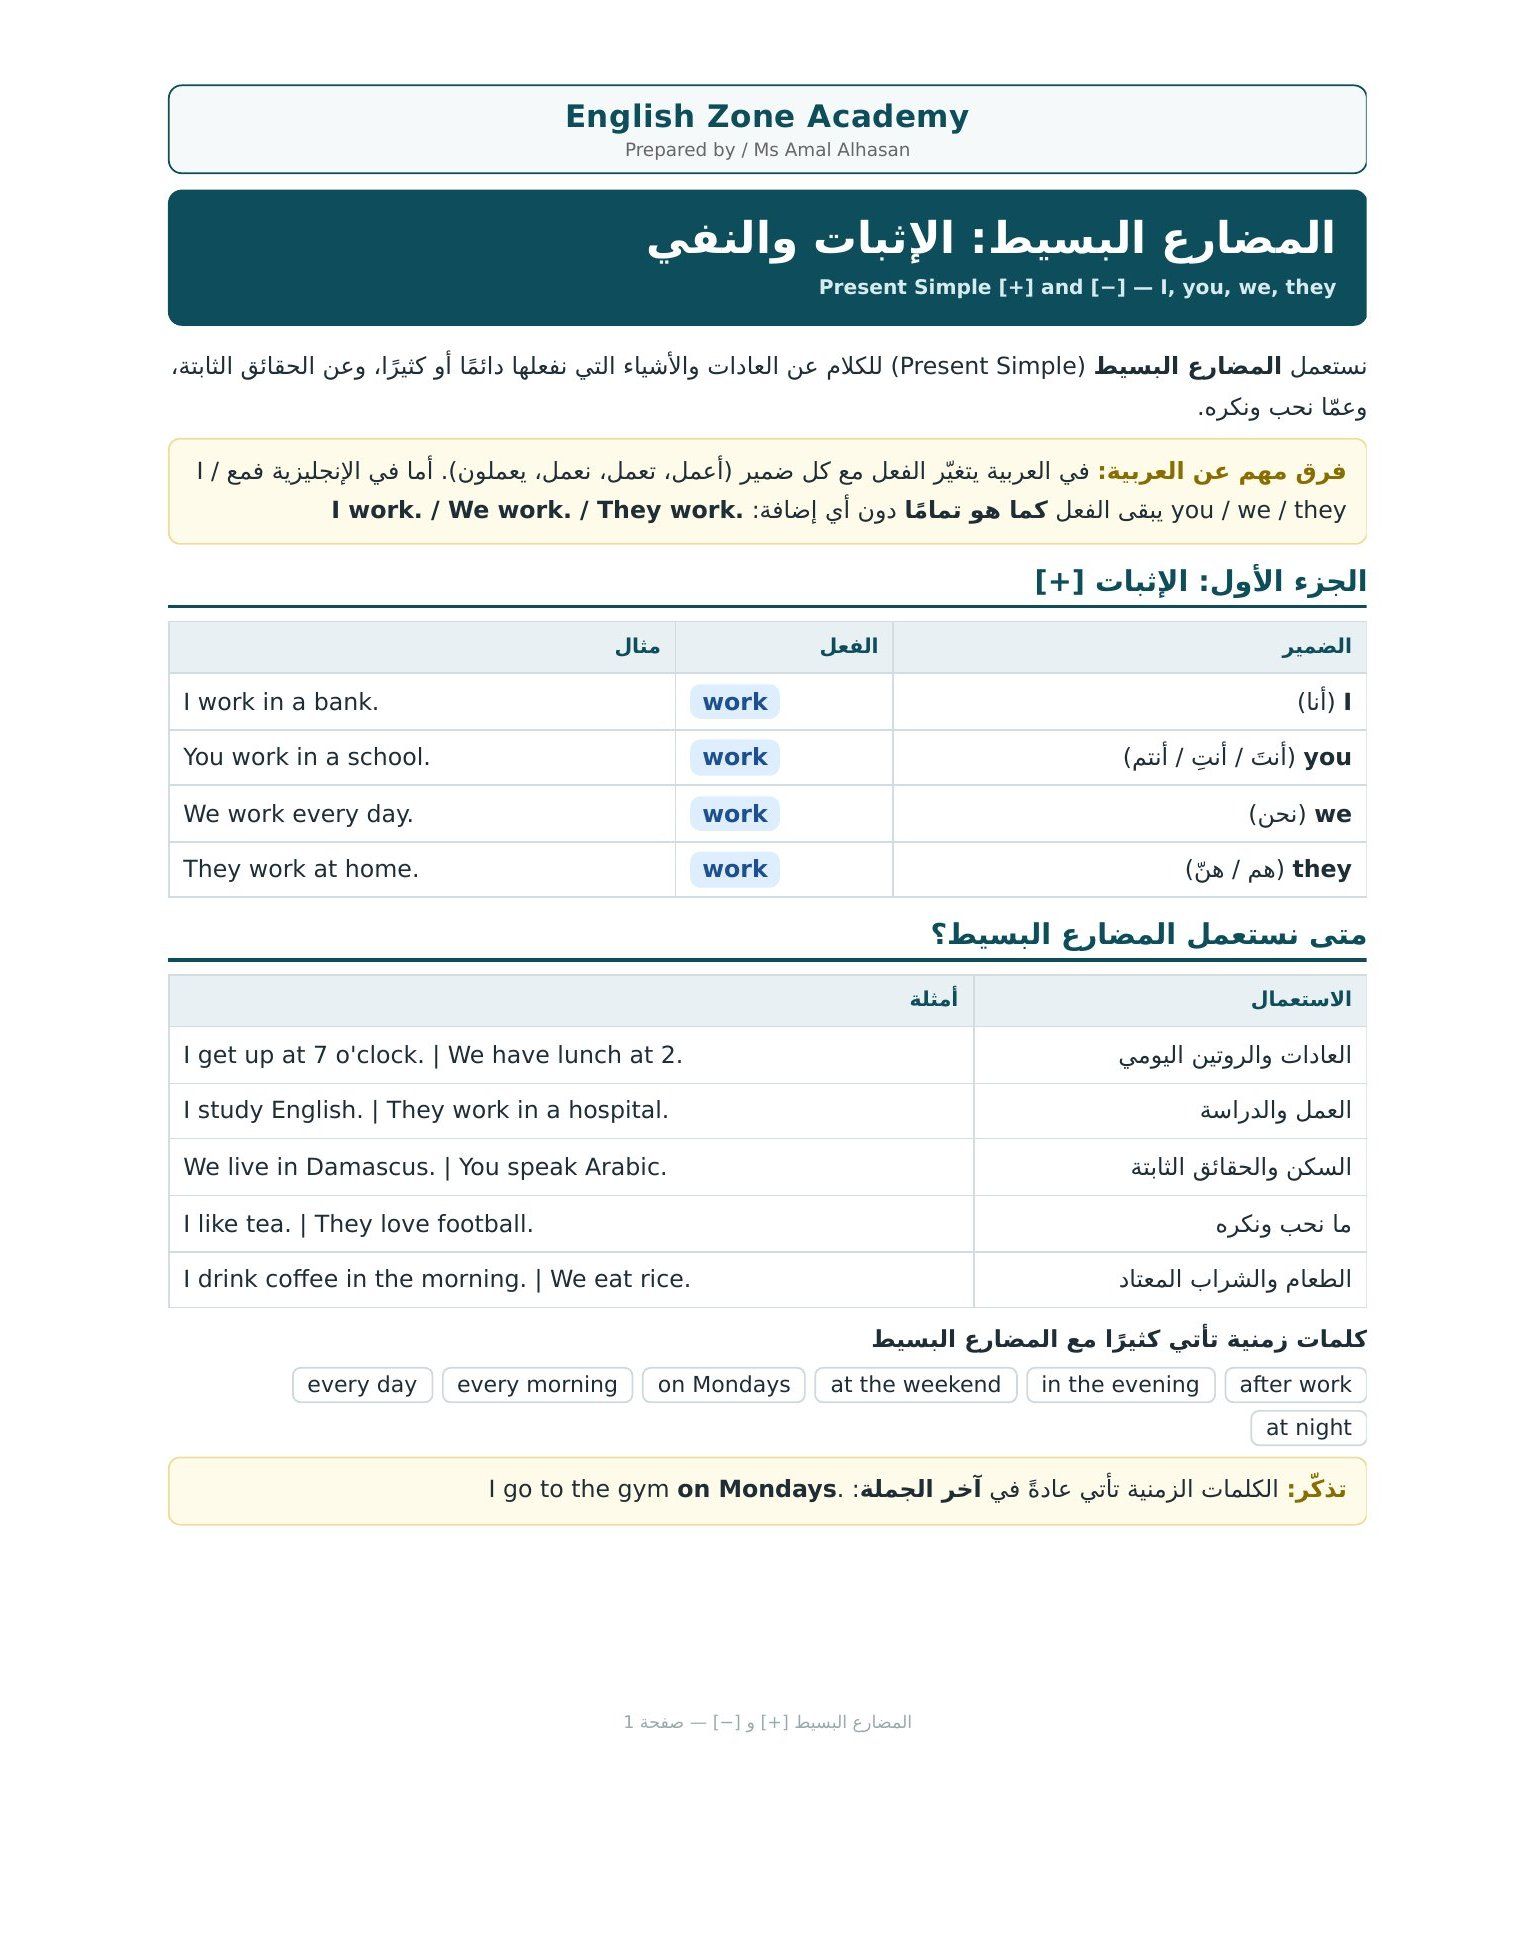 English Zone Academy
Prepared by / Ms Amal Alhasan
المضارع البسيط: الإثبات والنفي
Present Simple [+] and [−] — I, you, we, they
نستعمل المضارع البسيط (Present Simple) للكلام عن العادات والأشياء التي نفعلها دائمًا أو كثيرًا، وعن الحقائق الثابتة،
وعمّا نحب ونكره.
فرق مهم عن العربية: في العربية يتغيّر الفعل مع كل ضمير (أعمل، تعمل، نعمل، يعملون). أما في الإنجليزية فمع I /
you / we / they يبقى الفعل كما هو تمامًا دون أي إضافة: I work. / We work. / They work.
الجزء الأول: الإثبات [+]
الضمير الفعل مثال
I (أنا) work I work in a bank.
you (أنتَ / أنتِ / أنتم) work You work in a school.
we (نحن) work We work every day.
they (هم / هنّ) work They work at home.
متى نستعمل المضارع البسيط؟
الاستعمال أمثلة
العادات والروتين اليومي I get up at 7 o'clock. | We have lunch at 2.
العمل والدراسة I study English. | They work in a hospital.
السكن والحقائق الثابتة We live in Damascus. | You speak Arabic.
ما نحب ونكره I like tea. | They love football.
الطعام والشراب المعتاد I drink coffee in the morning. | We eat rice.
كلمات زمنية تأتي كثيرًا مع المضارع البسيط
every day every morning on Mondays at the weekend in the evening after work
at night
تذكّر: الكلمات الزمنية تأتي عادةً في آخر الجملة: I go to the gym on Mondays.
المضارع البسيط [+] و [−] — صفحة 1